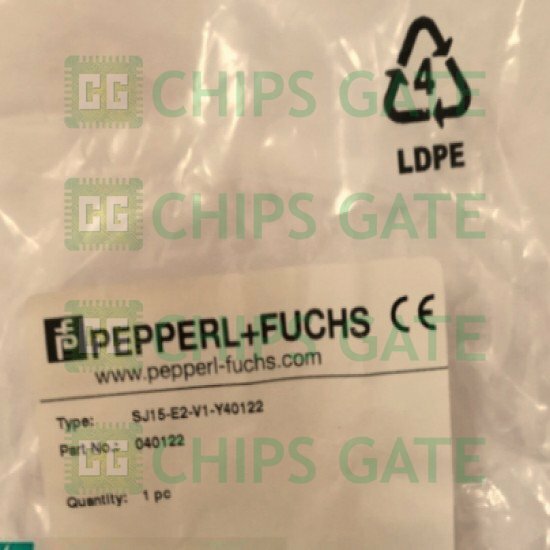 CG CHIPS GATE
4
LDPE
CG CHIPS GATE
PEPPERL+FUCHS CE
www.pepperl-fuchs.com
CG CHIPS GATE
Type: SJ15-E2-V1-Y40122
Part No.: 040122
CG CHIPS GATE
Quantity: 1 pc